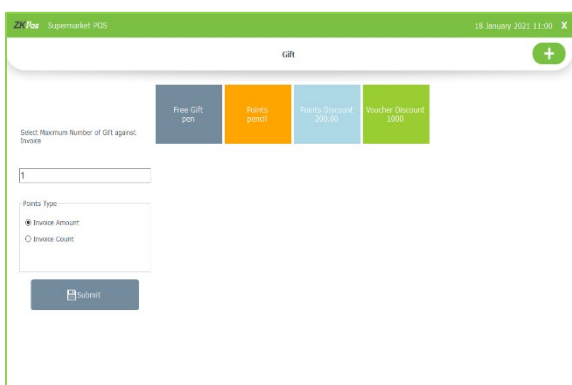 ZKPos Supermarket POS 18 January 2021 11:00 X
Gift
+
Free Gift
pen
Points
pencil
Points Discount
200.00
Voucher Discount
1000
Select Maximum Number of Gift against
Invoice
1
Points Type
Invoice Amount
Invoice Count
Submit